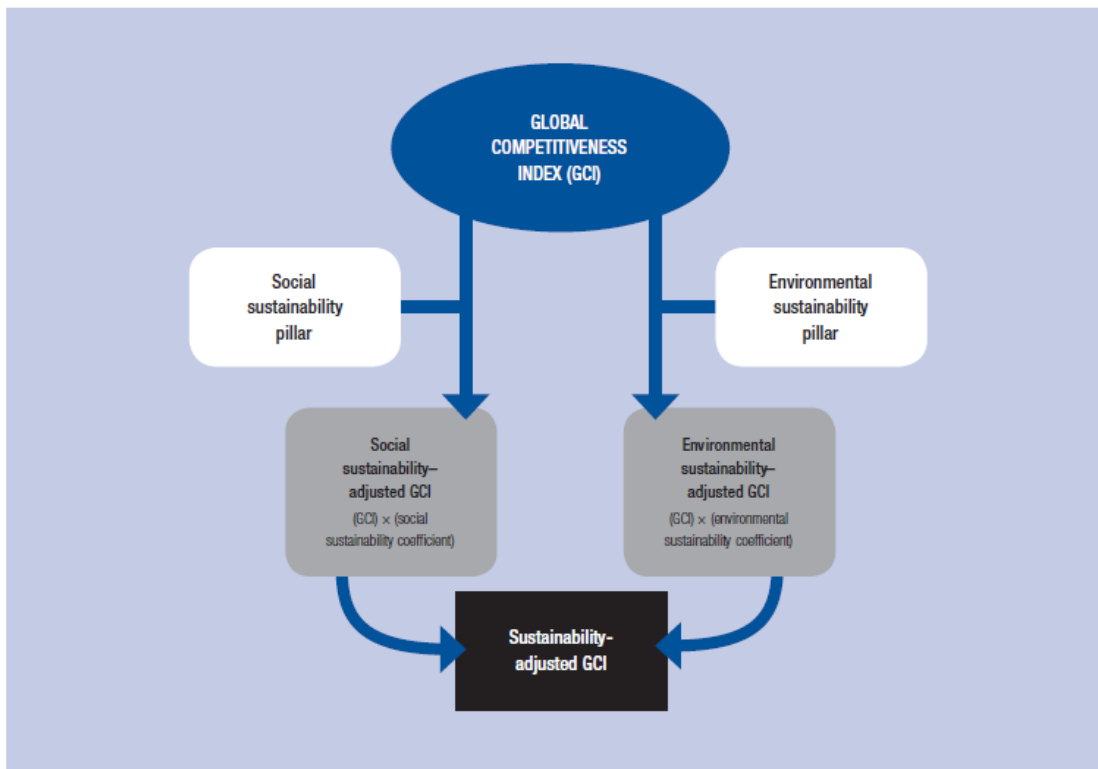 GLOBAL
COMPETITIVENESS
INDEX (GCI)
Social
sustainability
pillar
Environmental
sustainability
pillar
Social
sustainability–
adjusted GCI
(GCI) × (social
sustainability coefficient)
Environmental
sustainability–
adjusted GCI
(GCI) × (environmental
sustainability coefficient)
Sustainability-
adjusted GCI